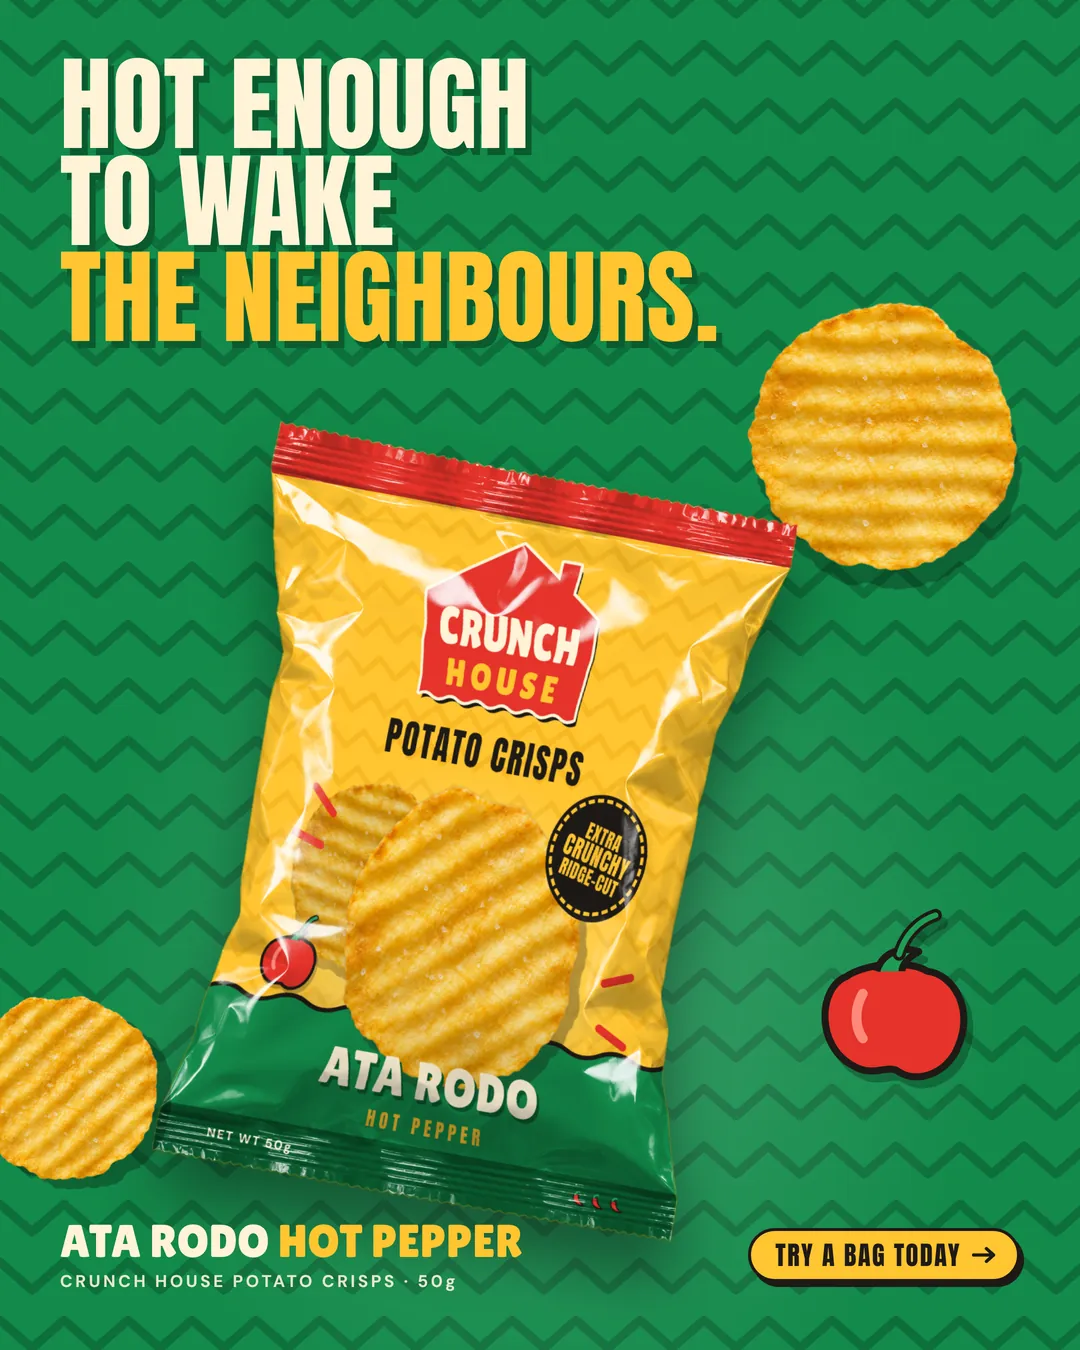 HOT ENOUGH
TO WAKE
THE NEIGHBOURS.
CRUNCH
HOUSE
POTATO CRISPS
EXTRA
CRUNCHY
RIDGE-CUT
ATA RODO
HOT PEPPER
NET WT 50g
ATA RODO HOT PEPPER
CRUNCH HOUSE POTATO CRISPS · 50g
TRY A BAG TODAY →